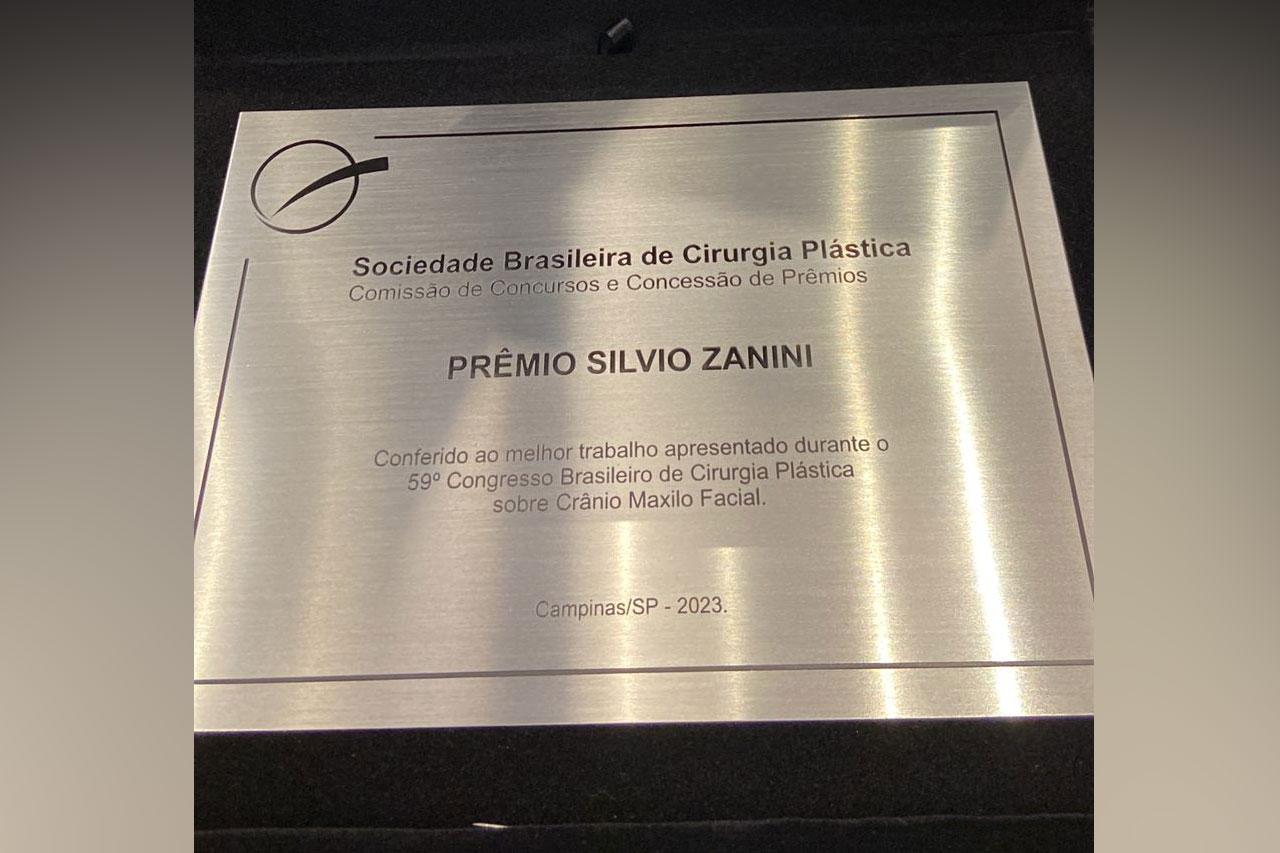 Sociedade Brasileira de Cirurgia Plástica
Comissão de Concursos e Concessão de Prêmios
PRÊMIO SILVIO ZANINI
Conferido ao melhor trabalho apresentado durante o
59º Congresso Brasileiro de Cirurgia Plástica
sobre Crânio Maxilo Facial.
Campinas/SP - 2023.